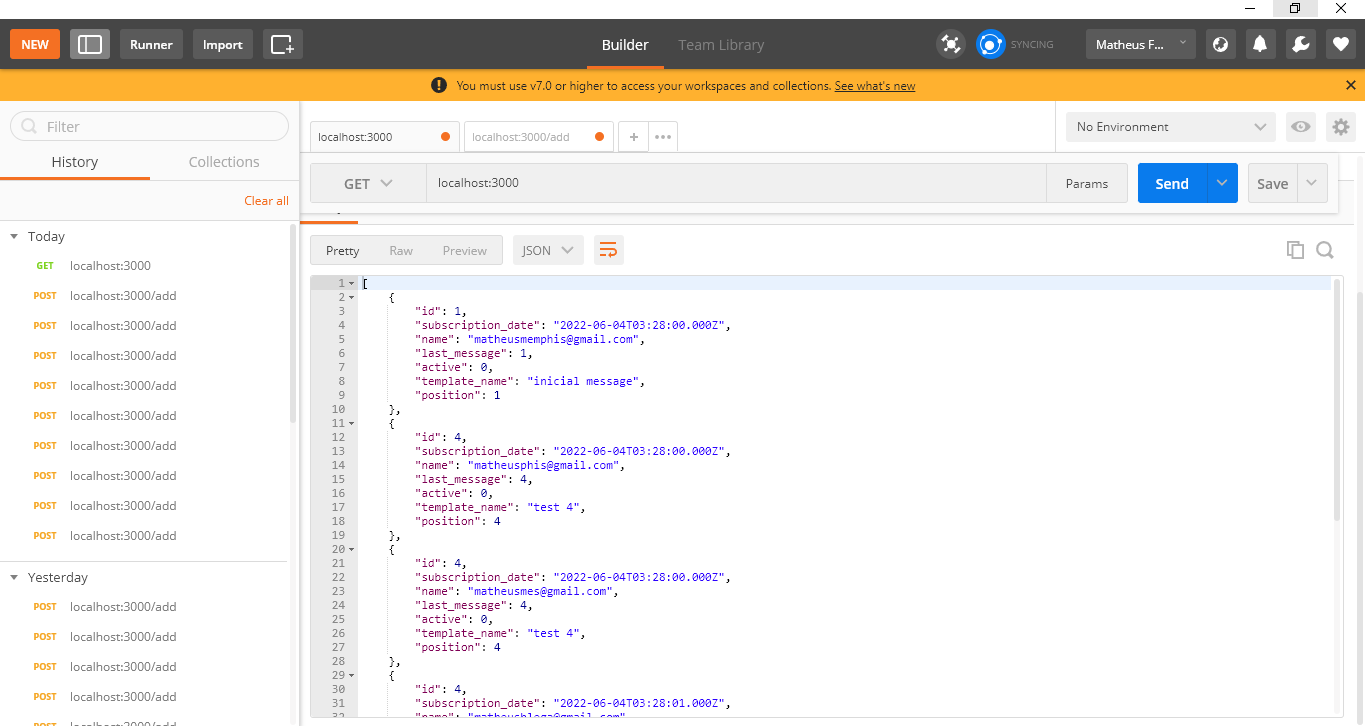 NEW
Runner
Import
Builder
Team Library
SYNCING
Matheus F...
You must use v7.0 or higher to access your workspaces and collections. See what's new
Filter
History
Collections
Clear all
Today
GET localhost:3000
POST localhost:3000/add
POST localhost:3000/add
POST localhost:3000/add
POST localhost:3000/add
POST localhost:3000/add
POST localhost:3000/add
POST localhost:3000/add
POST localhost:3000/add
POST localhost:3000/add
Yesterday
POST localhost:3000/add
POST localhost:3000/add
POST localhost:3000/add
POST localhost:3000/add
POST localhost:3000/add
localhost:3000
localhost:3000/add
+
•••
No Environment
GET
localhost:3000
Params
Send
Save
Pretty
Raw
Preview
JSON
1 [
2 {
3 "id": 1,
4 "subscription_date": "2022-06-04T03:28:00.000Z",
5 "name": "matheusmemphis@gmail.com",
6 "last_message": 1,
7 "active": 0,
8 "template_name": "inicial message",
9 "position": 1
10 },
11 {
12 "id": 4,
13 "subscription_date": "2022-06-04T03:28:00.000Z",
14 "name": "matheusphis@gmail.com",
15 "last_message": 4,
16 "active": 0,
17 "template_name": "test 4",
18 "position": 4
19 },
20 {
21 "id": 4,
22 "subscription_date": "2022-06-04T03:28:00.000Z",
23 "name": "matheusmes@gmail.com",
24 "last_message": 4,
25 "active": 0,
26 "template_name": "test 4",
27 "position": 4
28 },
29 {
30 "id": 4,
31 "subscription_date": "2022-06-04T03:28:01.000Z",
32 "name":